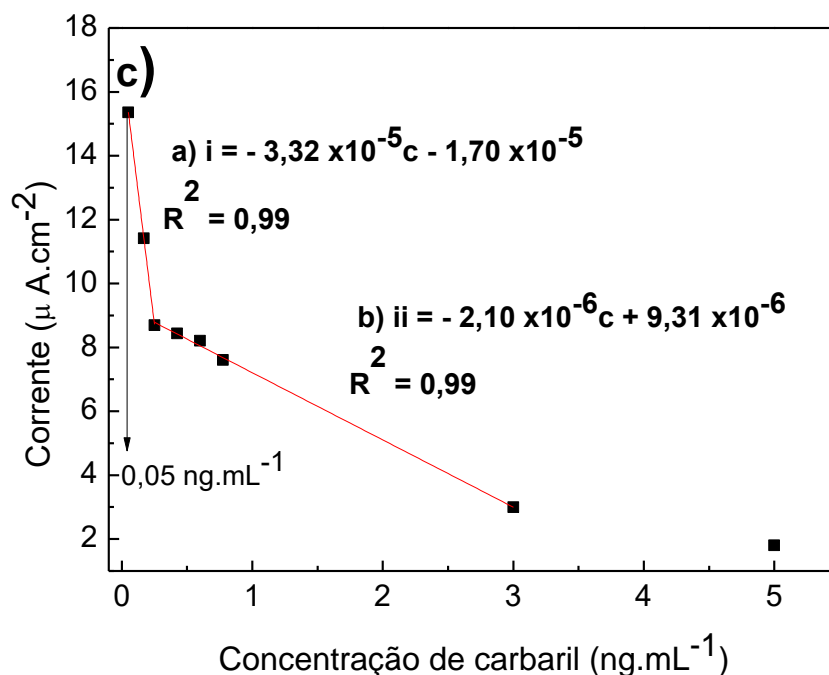 c)
18
16
14
12
10
8
6
4
2
Corrente (μ A.cm⁻²)
a) i = - 3,32 x10⁻⁵c - 1,70 x10⁻⁵
R² = 0,99
b) ii = - 2,10 x10⁻⁶c + 9,31 x10⁻⁶
R² = 0,99
0,05 ng.mL⁻¹
0 1 2 3 4 5
Concentração de carbaril (ng.mL⁻¹)